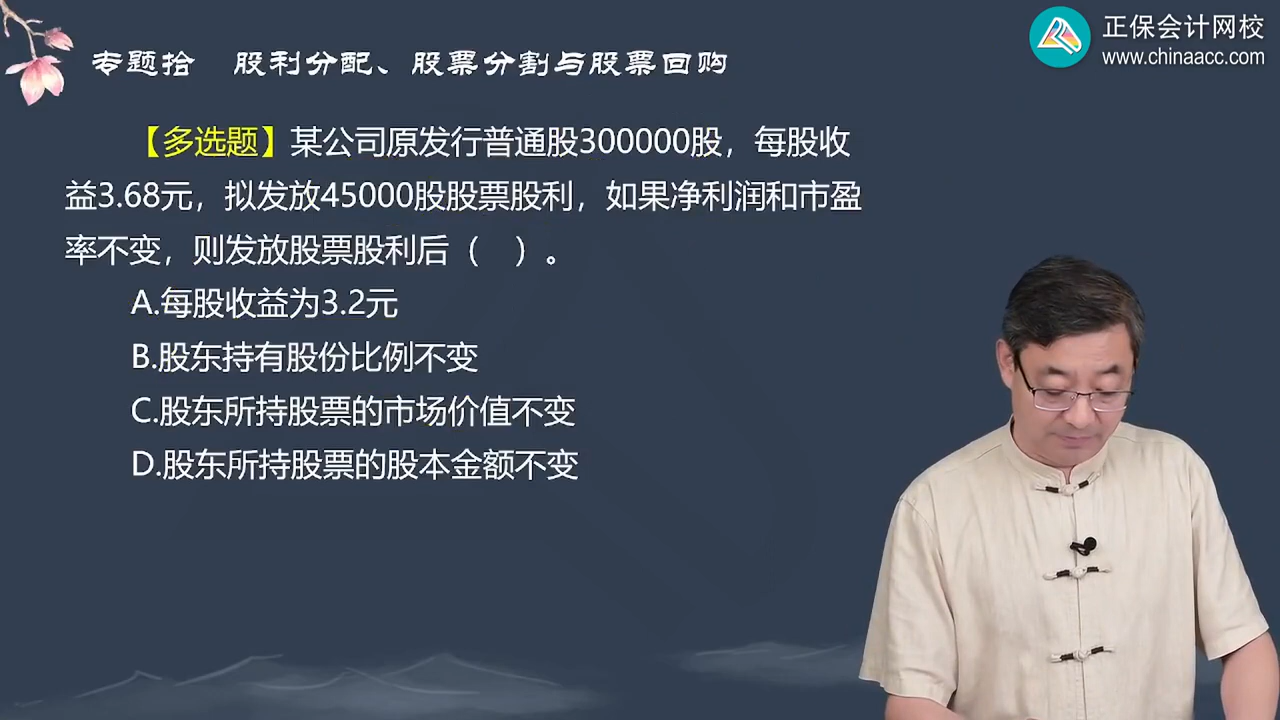 正保会计网校
www.chinaacc.com
专题拾 股利分配、股票分割与股票回购
【多选题】某公司原发行普通股300000股，每股收
益3.68元，拟发放45000股股票股利，如果净利润和市盈
率不变，则发放股票股利后（ ）。
A.每股收益为3.2元
B.股东持有股份比例不变
C.股东所持股票的市场价值不变
D.股东所持股票的股本金额不变